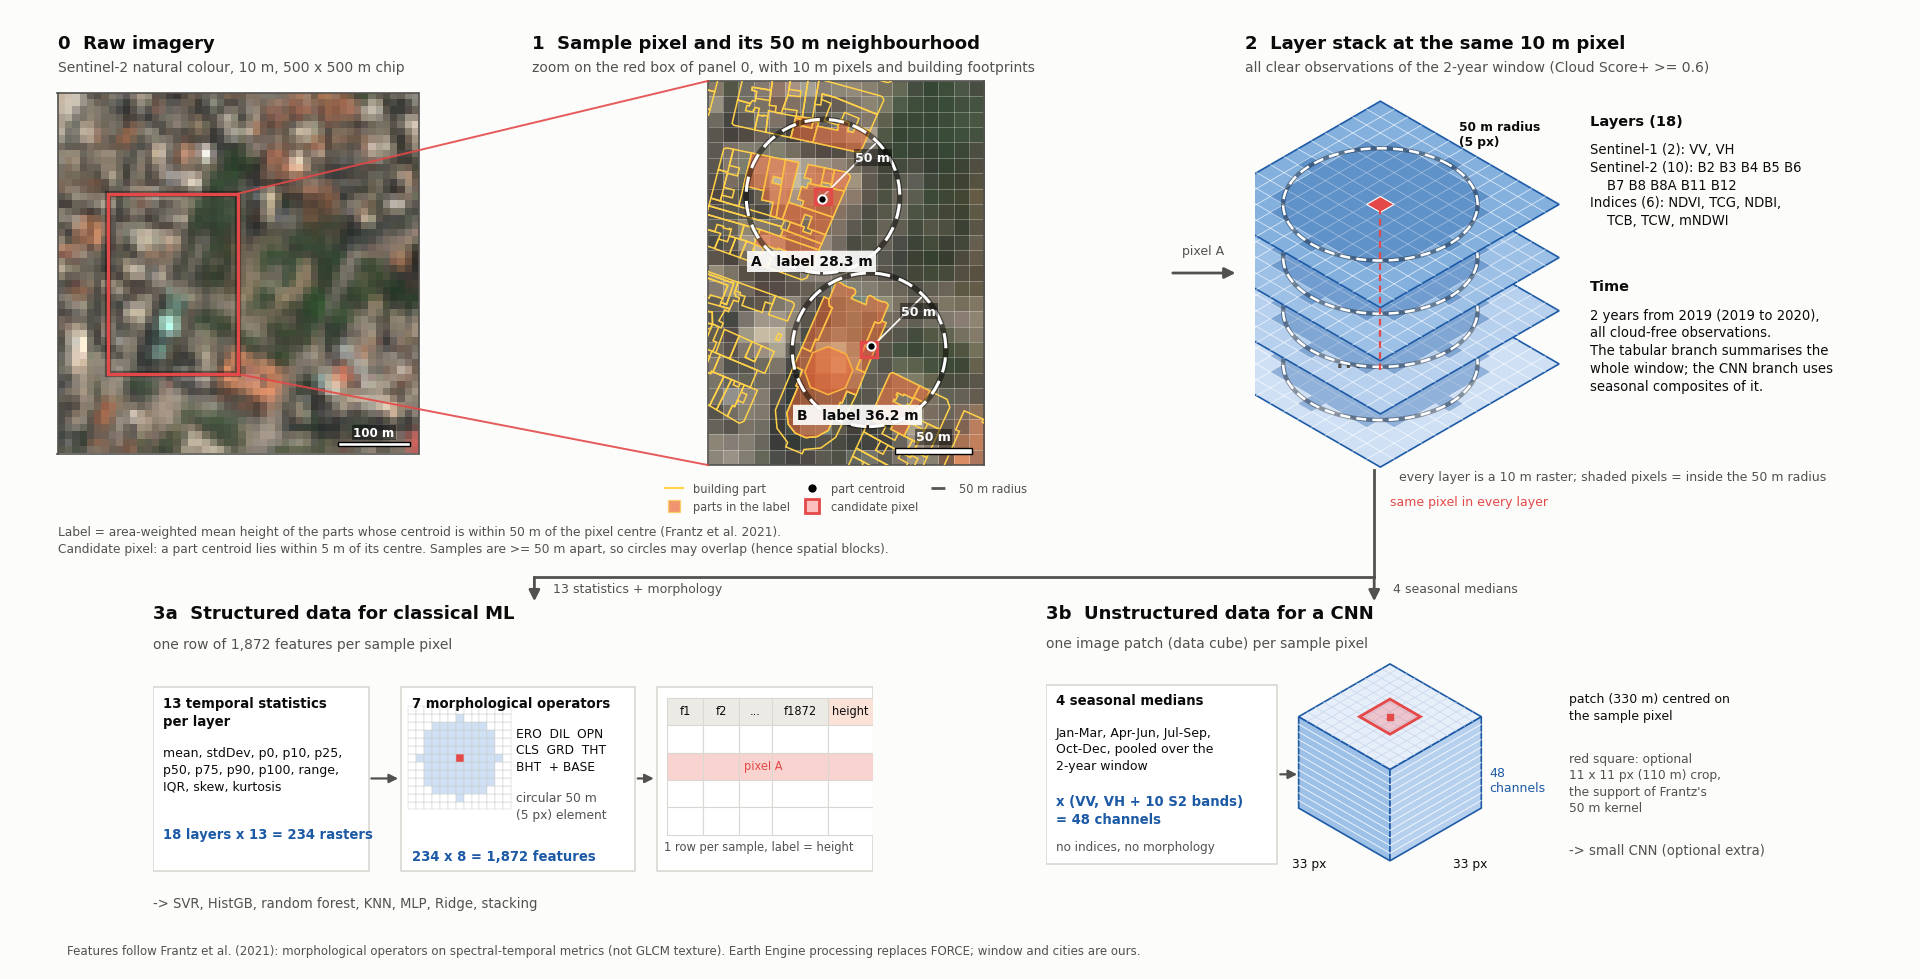 0  Raw imagery
Sentinel-2 natural colour, 10 m, 500 x 500 m chip
100 m
1  Sample pixel and its 50 m neighbourhood
zoom on the red box of panel 0, with 10 m pixels and building footprints
50 m
A   label 28.3 m
50 m
B   label 36.2 m
50 m
building part
part centroid
50 m radius
parts in the label
candidate pixel
Label = area-weighted mean height of the parts whose centroid is within 50 m of the pixel centre (Frantz et al. 2021).
Candidate pixel: a part centroid lies within 5 m of its centre. Samples are >= 50 m apart, so circles may overlap (hence spatial blocks).
pixel A
2  Layer stack at the same 10 m pixel
all clear observations of the 2-year window (Cloud Score+ >= 0.6)
50 m radius
(5 px)
Layers (18)
Sentinel-1 (2): VV, VH
Sentinel-2 (10): B2 B3 B4 B5 B6
B7 B8 B8A B11 B12
Indices (6): NDVI, TCG, NDBI,
TCB, TCW, mNDWI
Time
2 years from 2019 (2019 to 2020),
all cloud-free observations.
The tabular branch summarises the
whole window; the CNN branch uses
seasonal composites of it.
every layer is a 10 m raster; shaded pixels = inside the 50 m radius
same pixel in every layer
13 statistics + morphology
4 seasonal medians
3a  Structured data for classical ML
one row of 1,872 features per sample pixel
13 temporal statistics
per layer
mean, stdDev, p0, p10, p25,
p50, p75, p90, p100, range,
IQR, skew, kurtosis
18 layers x 13 = 234 rasters
7 morphological operators
ERO  DIL  OPN
CLS  GRD  THT
BHT  + BASE
circular 50 m
(5 px) element
234 x 8 = 1,872 features
f1 f2 ... f1872 height
pixel A
1 row per sample, label = height
-> SVR, HistGB, random forest, KNN, MLP, Ridge, stacking
3b  Unstructured data for a CNN
one image patch (data cube) per sample pixel
4 seasonal medians
Jan-Mar, Apr-Jun, Jul-Sep,
Oct-Dec, pooled over the
2-year window
x (VV, VH + 10 S2 bands)
= 48 channels
no indices, no morphology
48
channels
33 px
33 px
patch (330 m) centred on
the sample pixel
red square: optional
11 x 11 px (110 m) crop,
the support of Frantz's
50 m kernel
-> small CNN (optional extra)
Features follow Frantz et al. (2021): morphological operators on spectral-temporal metrics (not GLCM texture). Earth Engine processing replaces FORCE; window and cities are ours.